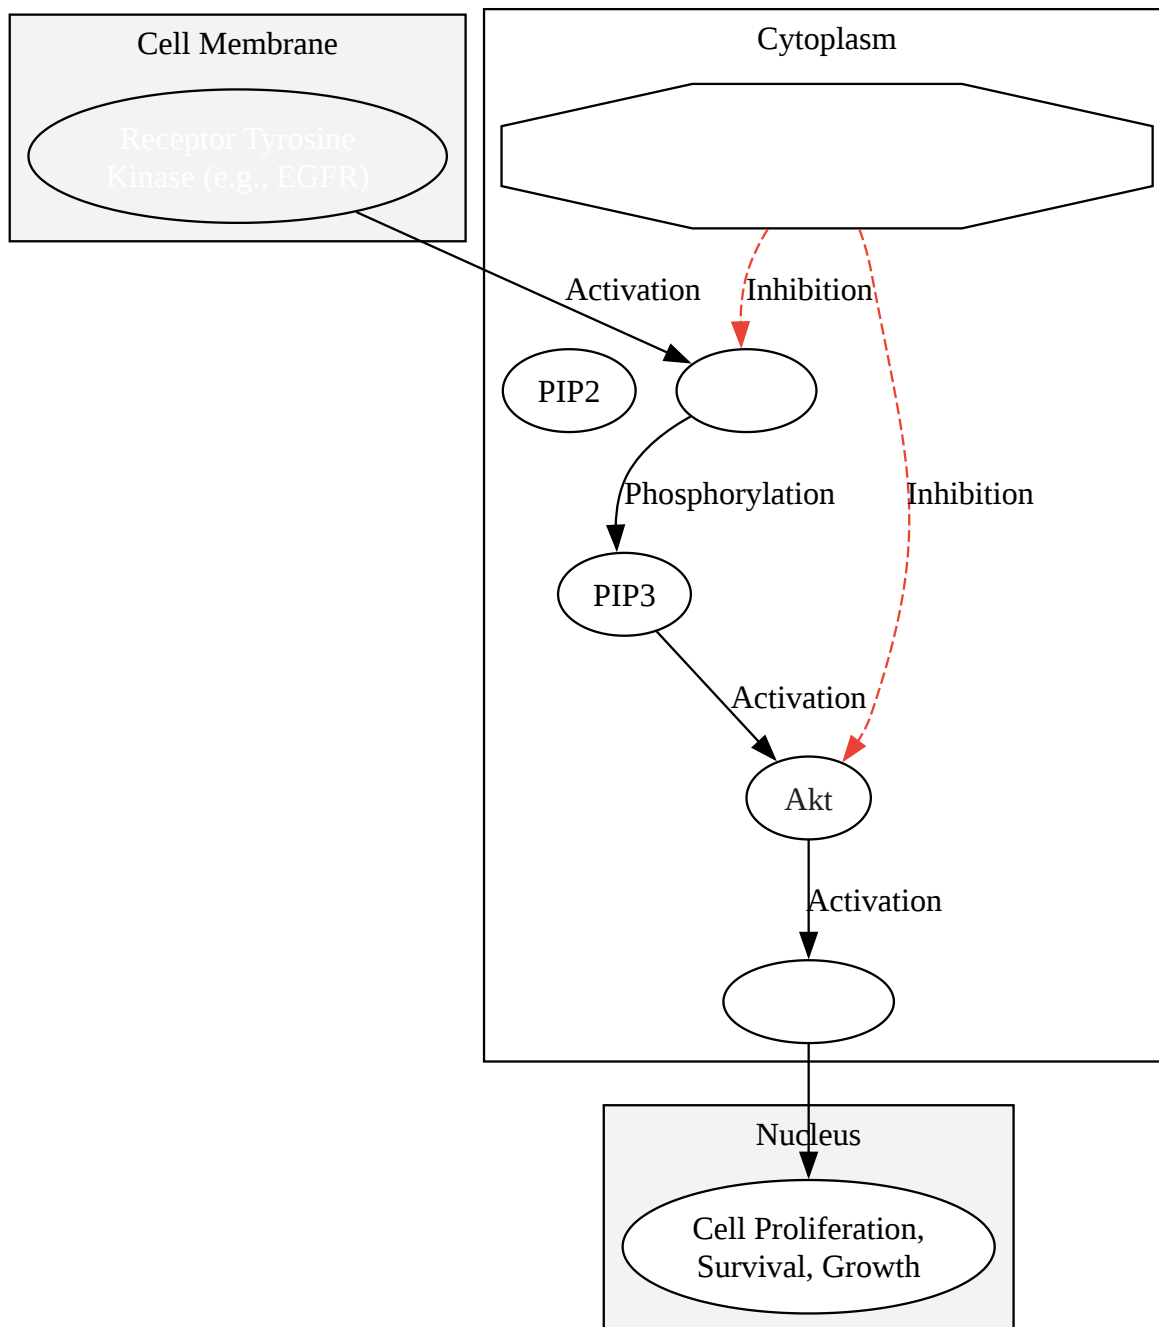 Cell Membrane
Receptor Tyrosine
Kinase (e.g., EGFR)
Cytoplasm
Activation
Inhibition
PIP2
Phosphorylation
Inhibition
PIP3
Activation
Akt
Activation
Nucleus
Cell Proliferation,
Survival, Growth